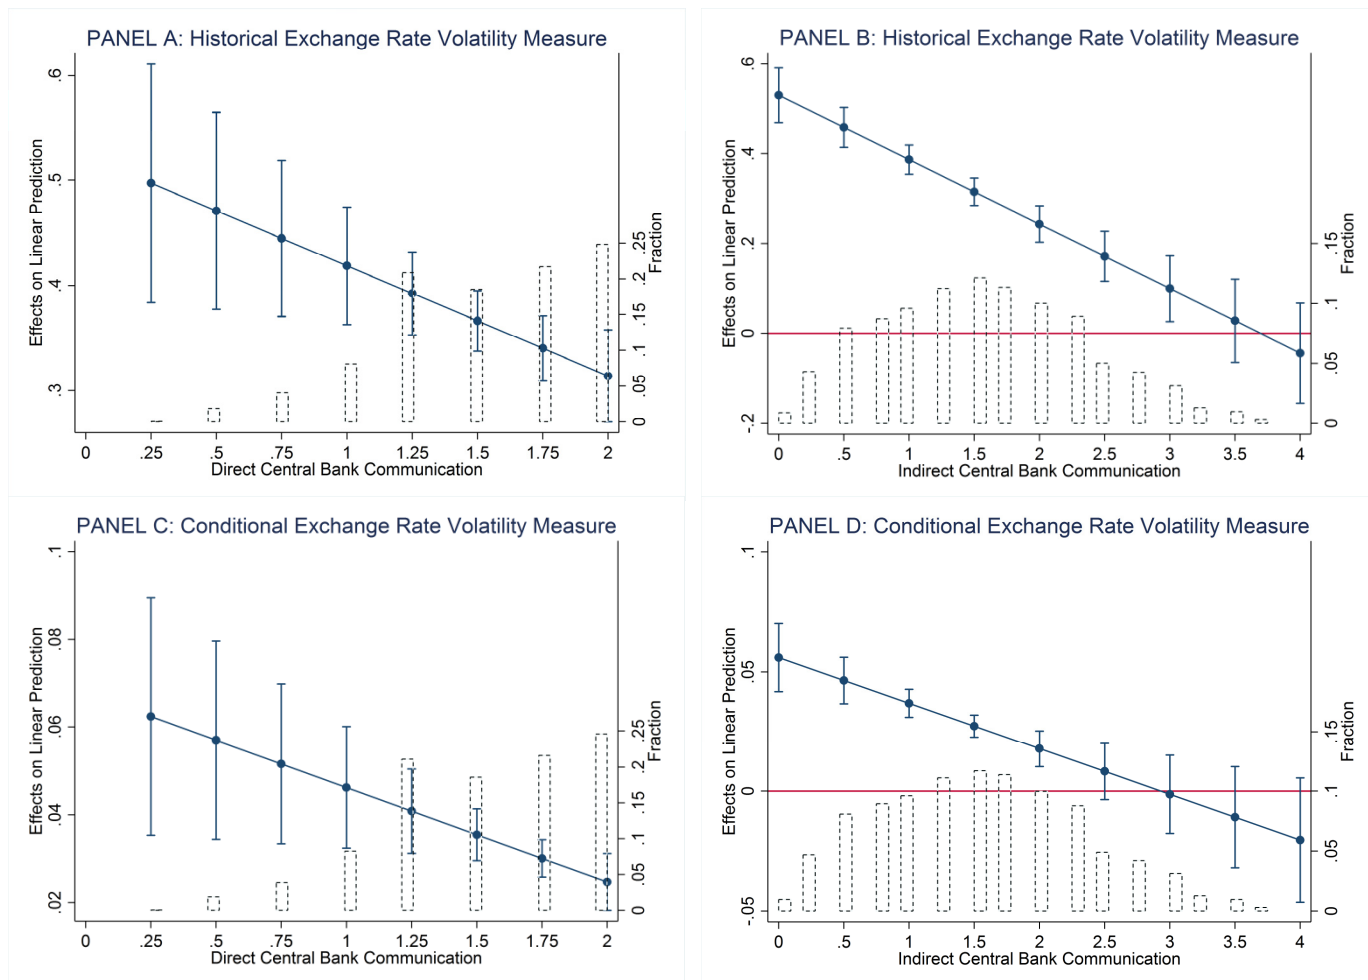 PANEL A: Historical Exchange Rate Volatility Measure
Effects on Linear Prediction
.3 .4 .5 .6
0 .05 .1 .15 .2 .25
Fraction
0 .25 .5 .75 1 1.25 1.5 1.75 2
Direct Central Bank Communication
PANEL B: Historical Exchange Rate Volatility Measure
Effects on Linear Prediction
-.2 0 .2 .4 .6
0 .05 .1 .15
Fraction
0 .5 1 1.5 2 2.5 3 3.5 4
Indirect Central Bank Communication
PANEL C: Conditional Exchange Rate Volatility Measure
Effects on Linear Prediction
.02 .04 .06 .08 .1
0 .05 .1 .15 .2 .25
Fraction
0 .25 .5 .75 1 1.25 1.5 1.75 2
Direct Central Bank Communication
PANEL D: Conditional Exchange Rate Volatility Measure
Effects on Linear Prediction
-.05 0 .05 .1
0 .05 .1 .15
Fraction
0 .5 1 1.5 2 2.5 3 3.5 4
Indirect Central Bank Communication